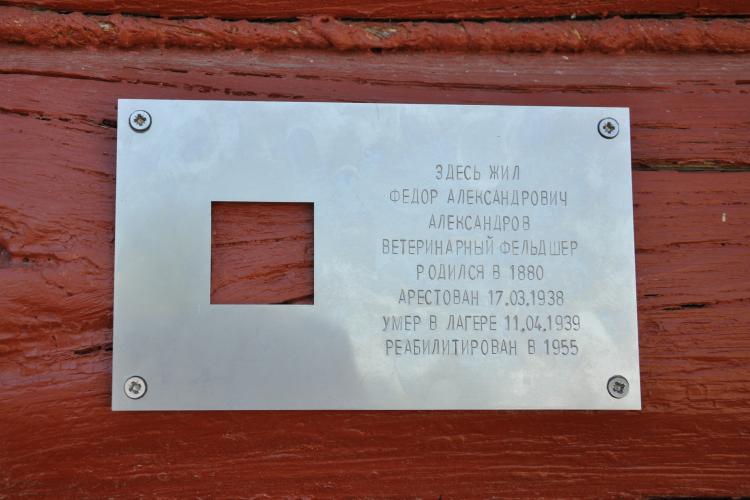 ЗДЕСЬ ЖИЛ
ФЕДОР АЛЕКСАНДРОВИЧ
АЛЕКСАНДРОВ
ВЕТЕРИНАРНЫЙ ФЕЛЬДШЕР
РОДИЛСЯ В 1880
АРЕСТОВАН 17.03.1938
УМЕР В ЛАГЕРЕ 11.04.1939
РЕАБИЛИТИРОВАН В 1955